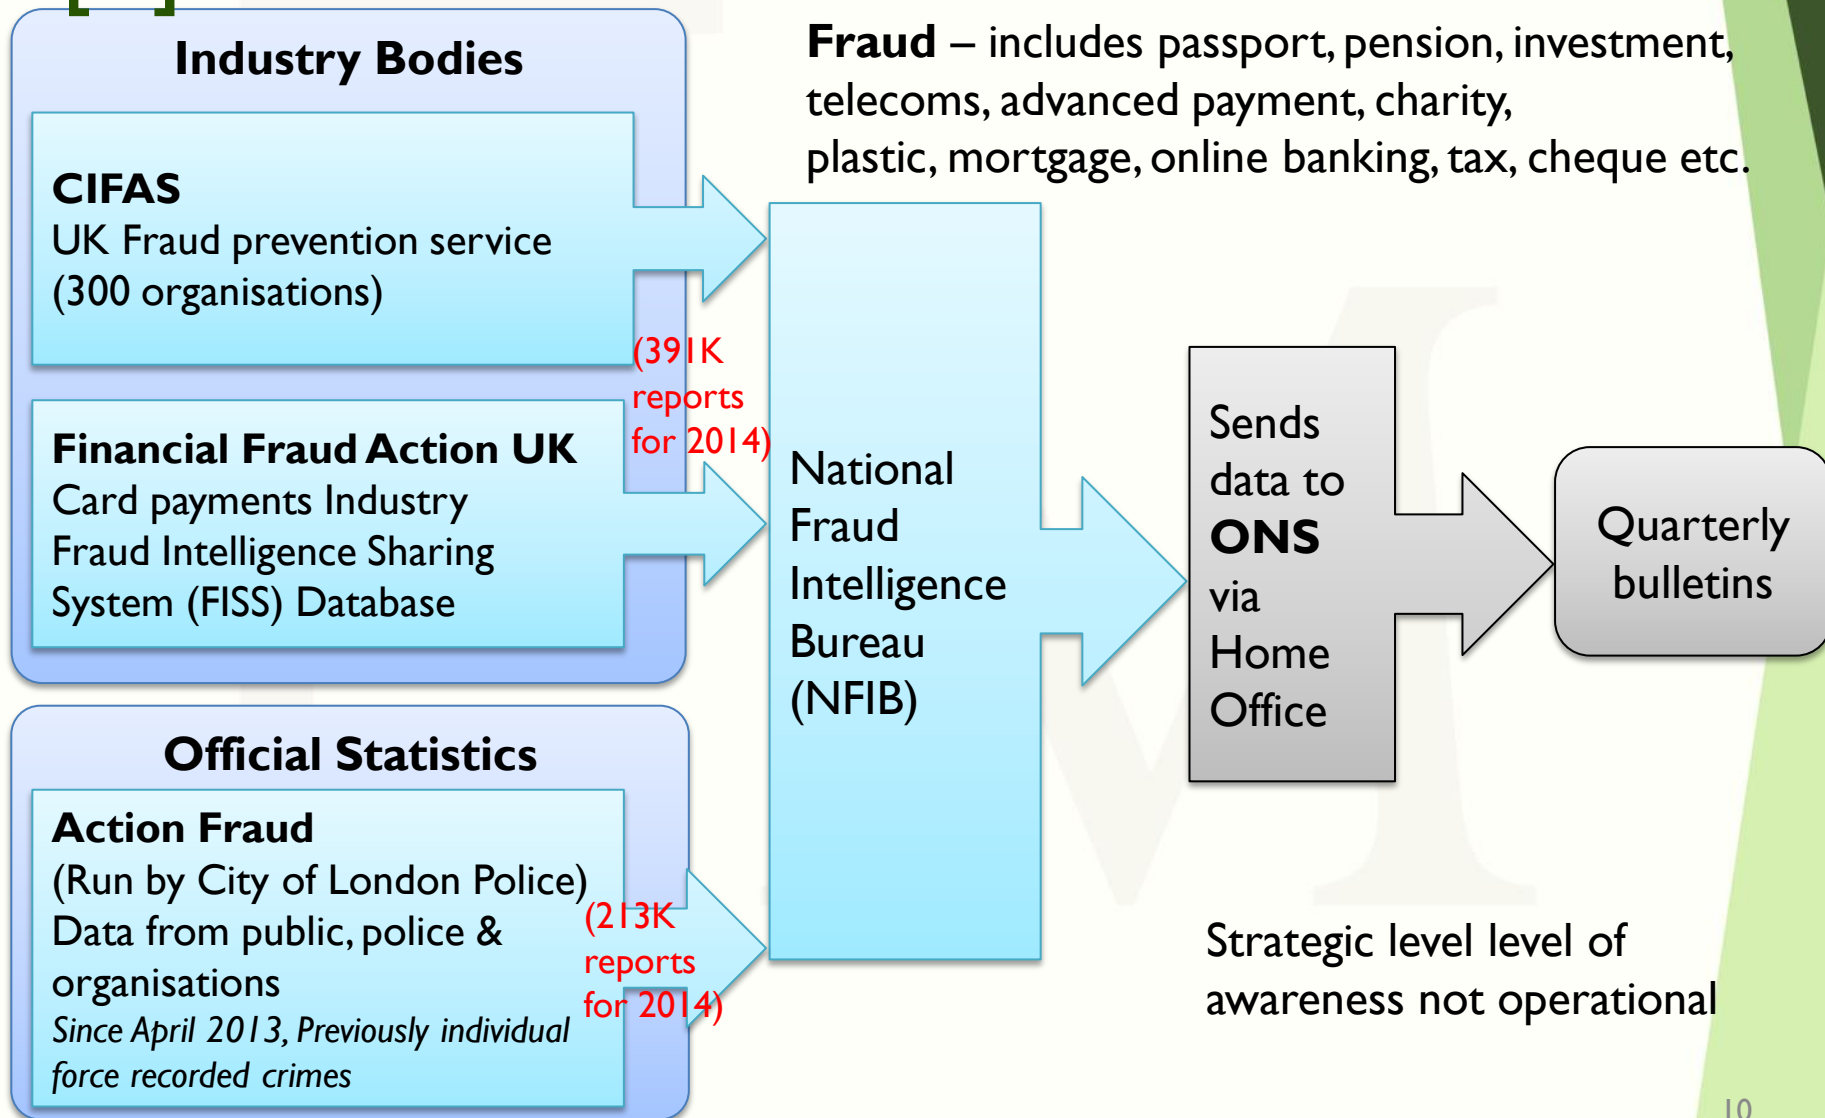 [ ]
Industry Bodies
CIFAS
UK Fraud prevention service
(300 organisations)
(391K
reports
for 2014)
Financial Fraud Action UK
Card payments Industry
Fraud Intelligence Sharing
System (FISS) Database
Official Statistics
Action Fraud
(Run by City of London Police)
Data from public, police &
organisations
Since April 2013, Previously individual
force recorded crimes
(213K
reports
for 2014)
Fraud – includes passport, pension, investment,
telecoms, advanced payment, charity,
plastic, mortgage, online banking, tax, cheque etc.
National
Fraud
Intelligence
Bureau
(NFIB)
Sends
data to
ONS
via
Home
Office
Quarterly
bulletins
Strategic level level of
awareness not operational
10